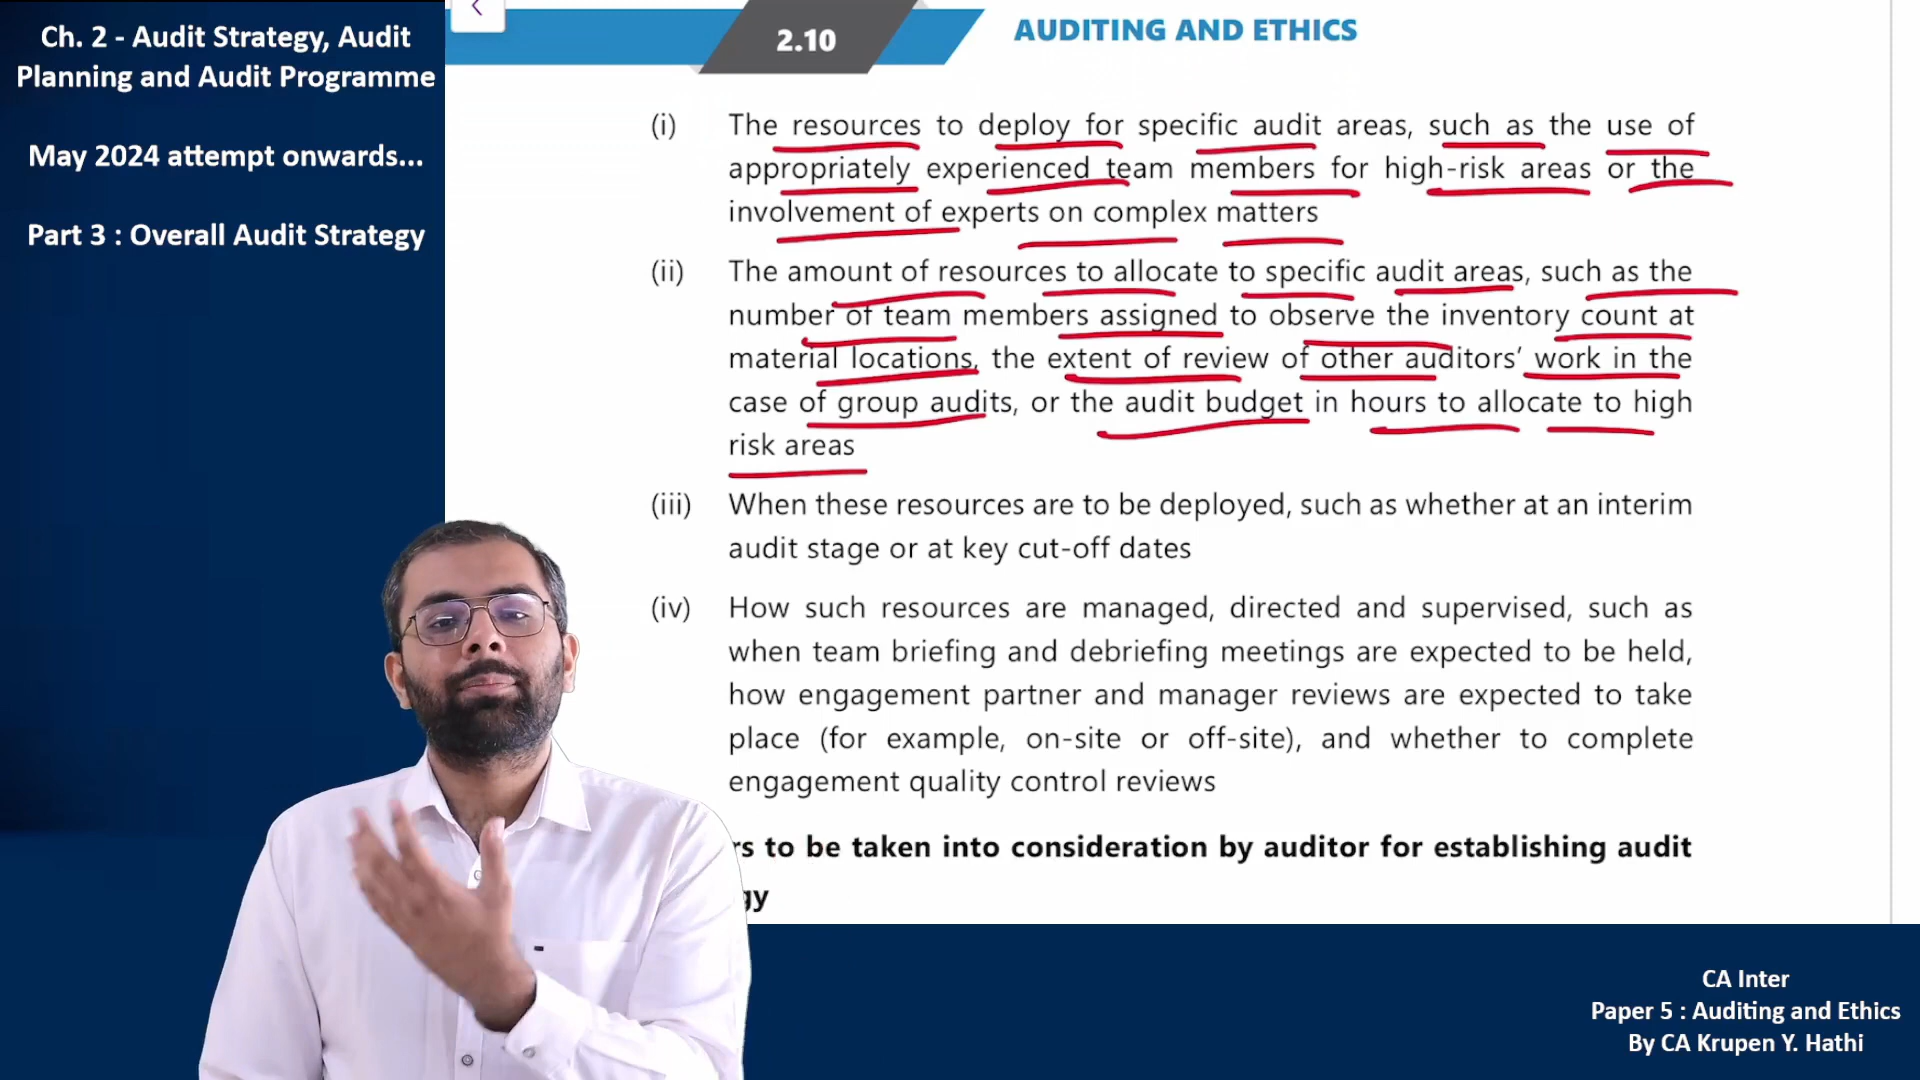 Ch. 2 - Audit Strategy, Audit
Planning and Audit Programme
May 2024 attempt onwards...
Part 3 : Overall Audit Strategy
2.10
AUDITING AND ETHICS
(i) The resources to deploy for specific audit areas, such as the use of
appropriately experienced team members for high-risk areas or the
involvement of experts on complex matters
(ii) The amount of resources to allocate to specific audit areas, such as the
number of team members assigned to observe the inventory count at
material locations, the extent of review of other auditors’ work in the
case of group audits, or the audit budget in hours to allocate to high
risk areas
(iii) When these resources are to be deployed, such as whether at an interim
audit stage or at key cut-off dates
(iv) How such resources are managed, directed and supervised, such as
when team briefing and debriefing meetings are expected to be held,
how engagement partner and manager reviews are expected to take
place (for example, on-site or off-site), and whether to complete
engagement quality control reviews
to be taken into consideration by auditor for establishing audit
CA Inter
Paper 5 : Auditing and Ethics
By CA Krupen Y. Hathi